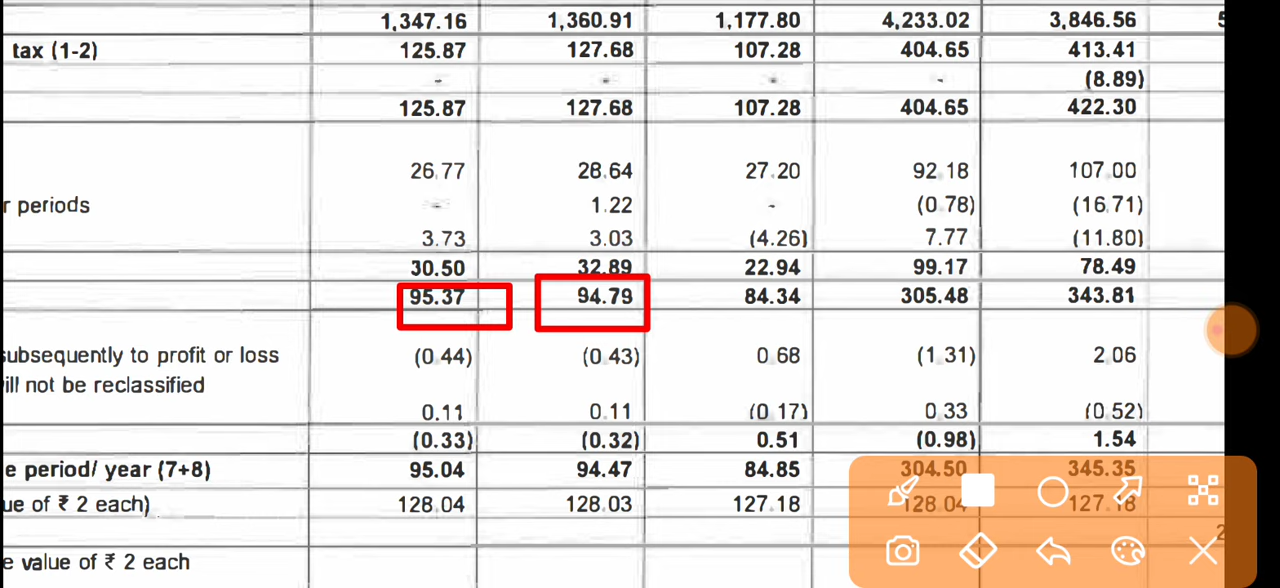 1,347.16 1,360.91 1,177.80 4,233.02 3,846.56 5
tax (1-2) 125.87 127.68 107.28 404.65 413.41
- - - - (8.89)
125.87 127.68 107.28 404.65 422.30
26.77 28.64 27.20 92.18 107.00
r periods - 1.22 - (0.78) (16.71)
3.73 3.03 (4.26) 7.77 (11.80)
30.50 32.89 22.94 99.17 78.49
95.37 94.79 84.34 305.48 343.81
subsequently to profit or loss (0.44) (0.43) 0.68 (1.31) 2.06
ill not be reclassified
0.11 0.11 (0.17) 0.33 (0.52)
(0.33) (0.32) 0.51 (0.98) 1.54
e period/ year (7+8) 95.04 94.47 84.85 304.50 345.35
ue of ₹ 2 each) 128.04 128.03 127.18 128.04 127.18
2
e value of ₹ 2 each